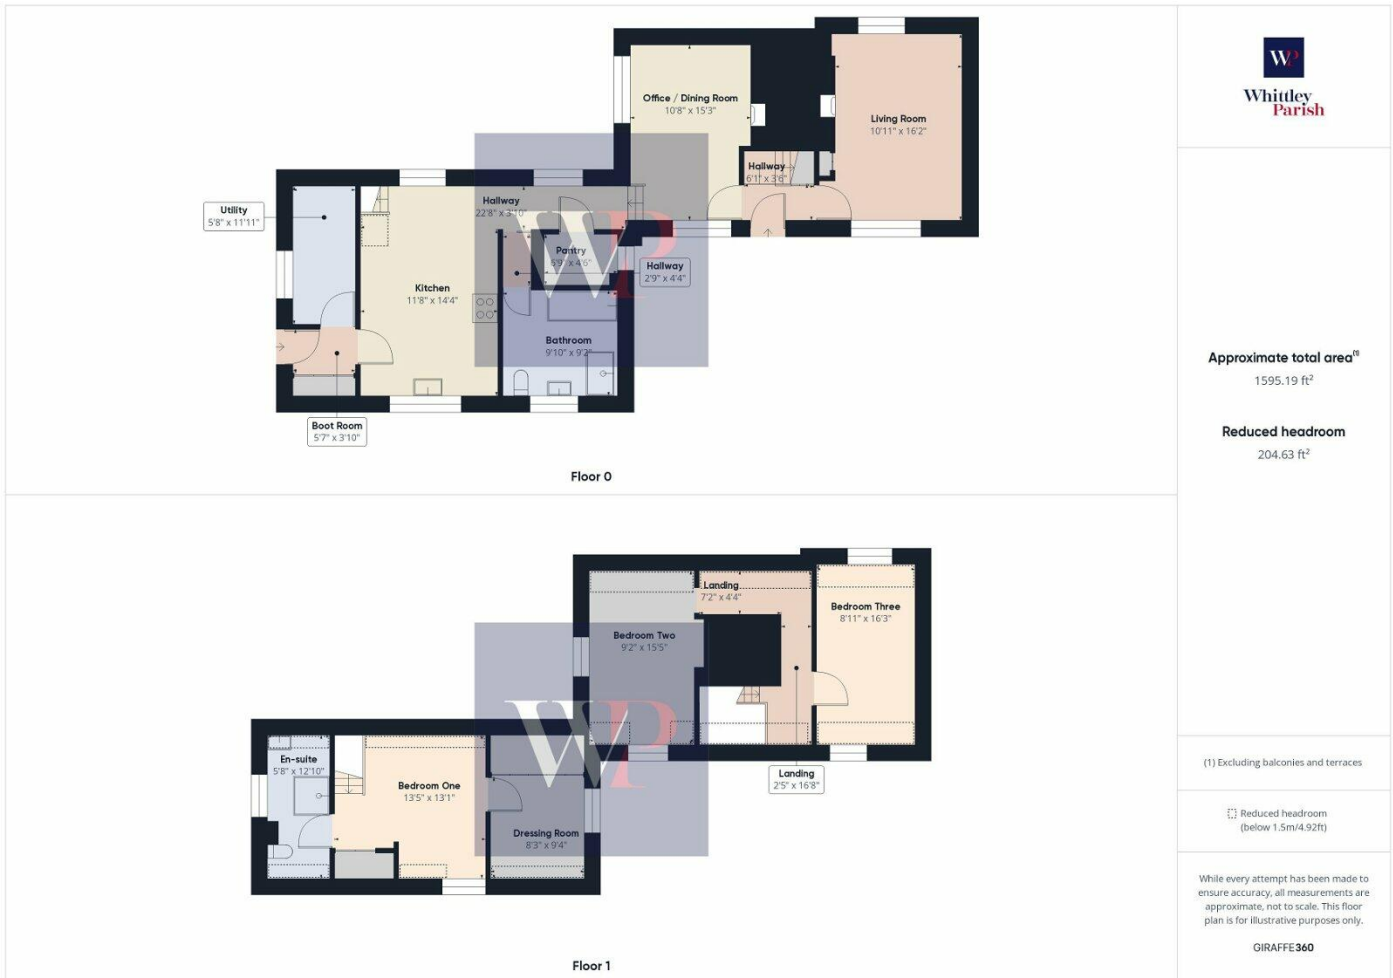 Office / Dining Room
10'8" x 15'3"
Living Room
10'11" x 16'2"
Hallway
6'1" x 3'6"
Utility
5'8" x 11'11"
Hallway
22'8" x 3'10"
Pantry
5'9" x 4'6"
Hallway
2'9" x 4'4"
Kitchen
11'8" x 14'4"
Bathroom
9'10" x 9'2"
Boot Room
5'7" x 3'10"
WP
Floor 0
Landing
7'2" x 4'4"
Bedroom Three
8'11" x 16'3"
Bedroom Two
9'2" x 15'5"
En-suite
5'8" x 12'10"
Bedroom One
13'5" x 13'1"
Landing
2'5" x 16'8"
Dressing Room
8'3" x 9'4"
WP
Floor 1
WP
Whittley
Parish
Approximate total area(1)
1595.19 ft²
Reduced headroom
204.63 ft²
(1) Excluding balconies and terraces
Reduced headroom
(below 1.5m/4.92ft)
While every attempt has been made to
ensure accuracy, all measurements are
approximate, not to scale. This floor
plan is for illustrative purposes only.
GIRAFFE360